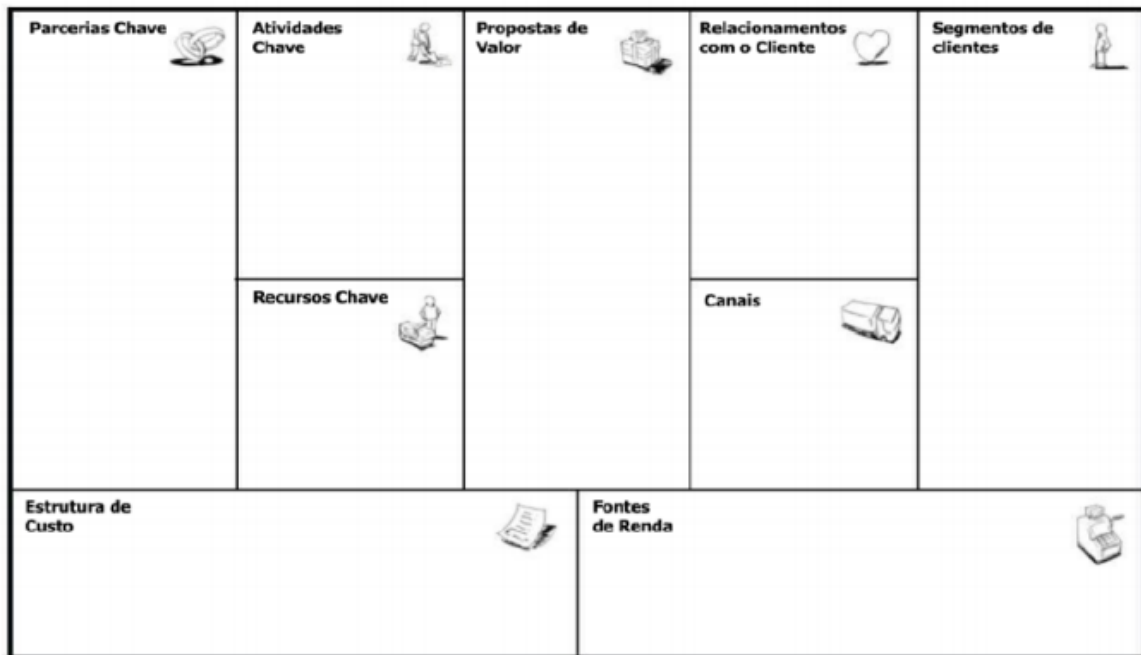 Parcerias Chave
Atividades
Chave
Propostas de
Valor
Relacionamentos
com o Cliente
Segmentos de
clientes
Recursos Chave
Canais
Estrutura de
Custo
Fontes
de Renda